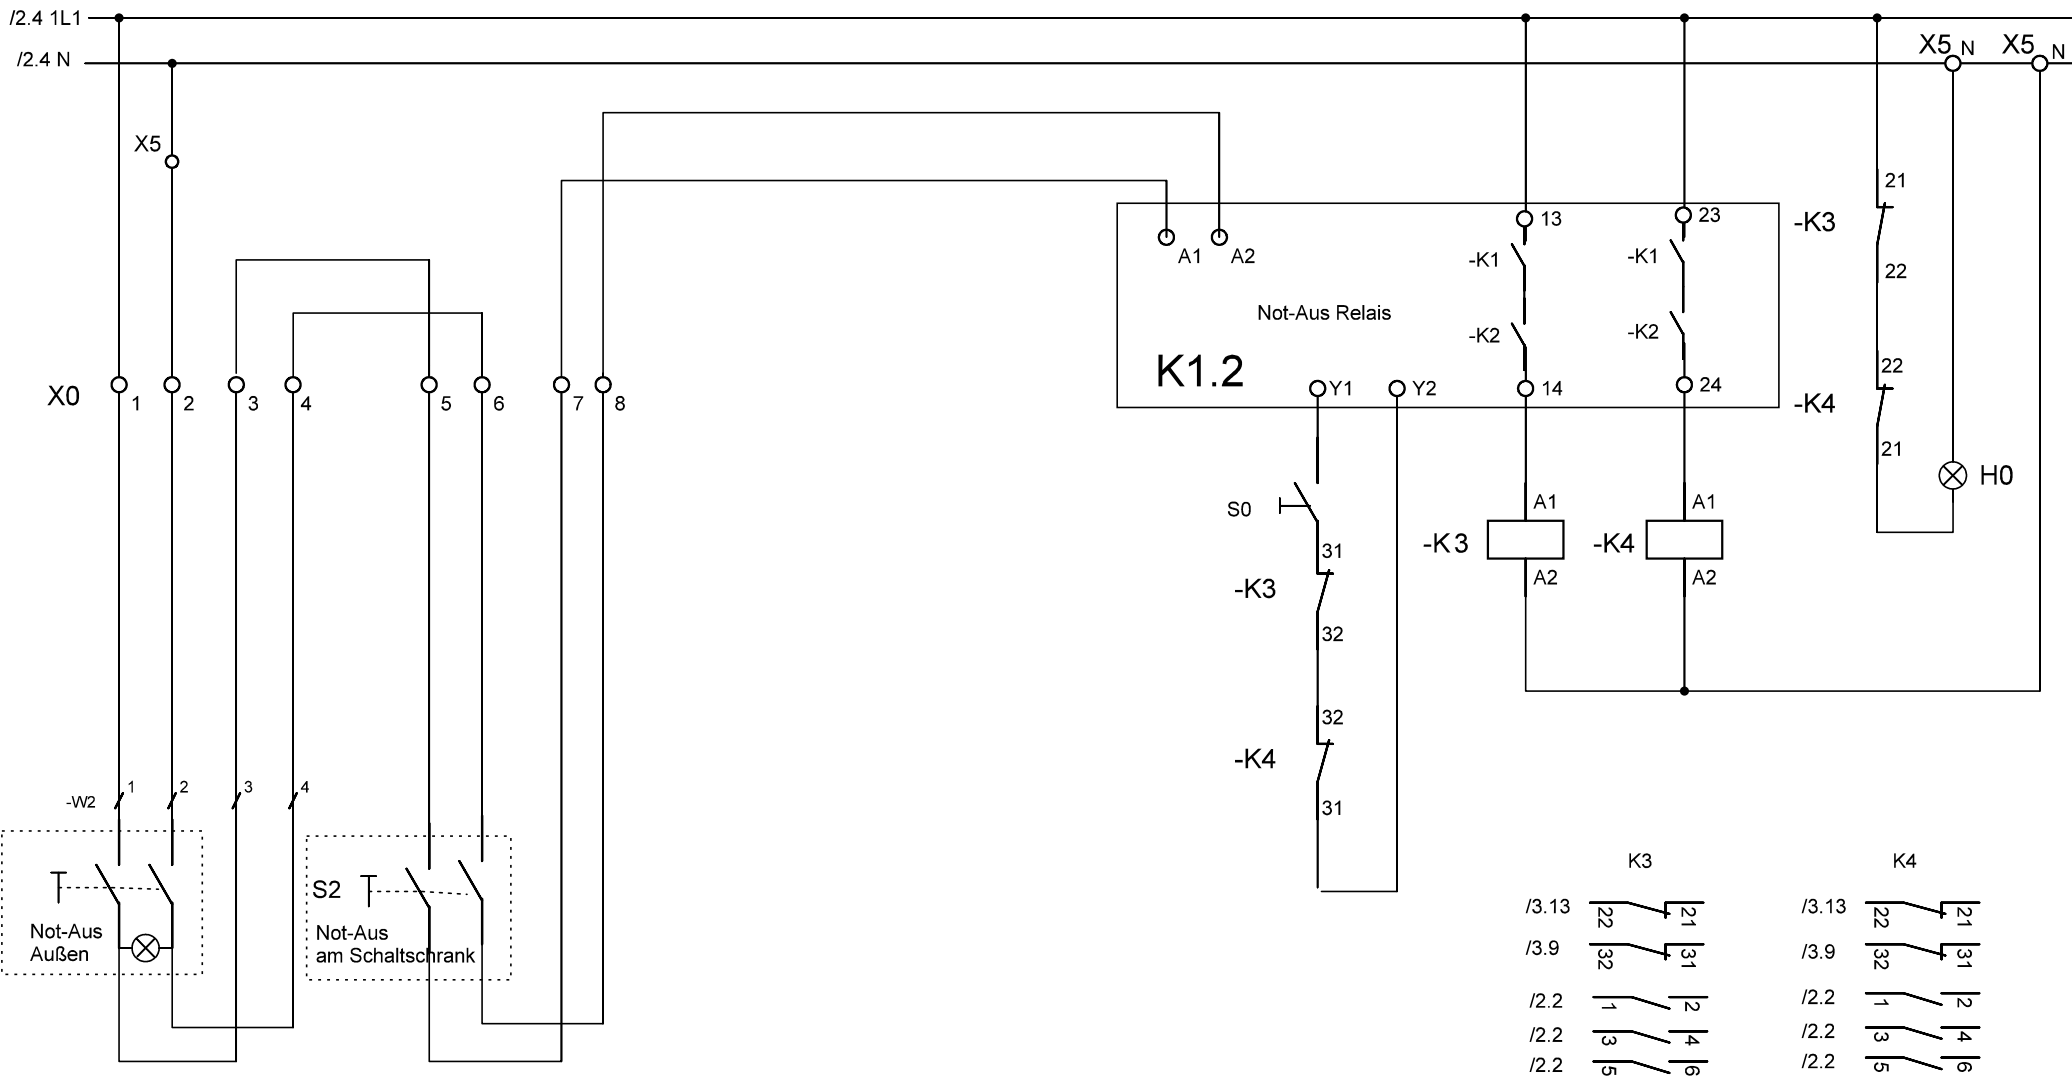 /2.4 1L1
/2.4 N
X5 N
X5 N
X5
21
-K3
22
13
23
A1
A2
-K1
-K1
Not-Aus Relais
-K2
-K2
K1.2
Y1
Y2
14
24
22
-K4
21
X0
1
2
3
4
5
6
7
8
H0
S0
31
-K3
32
32
-K4
31
A1
-K3
A2
A1
-K4
A2
-W2
1
2
3
4
Not-Aus
Außen
S2
Not-Aus
am Schaltschrank
K3
/3.13 22 21
/3.9 32 31
/2.2 1 2
/2.2 3 4
/2.2 5 6
K4
/3.13 22 21
/3.9 32 31
/2.2 1 2
/2.2 3 4
/2.2 5 6